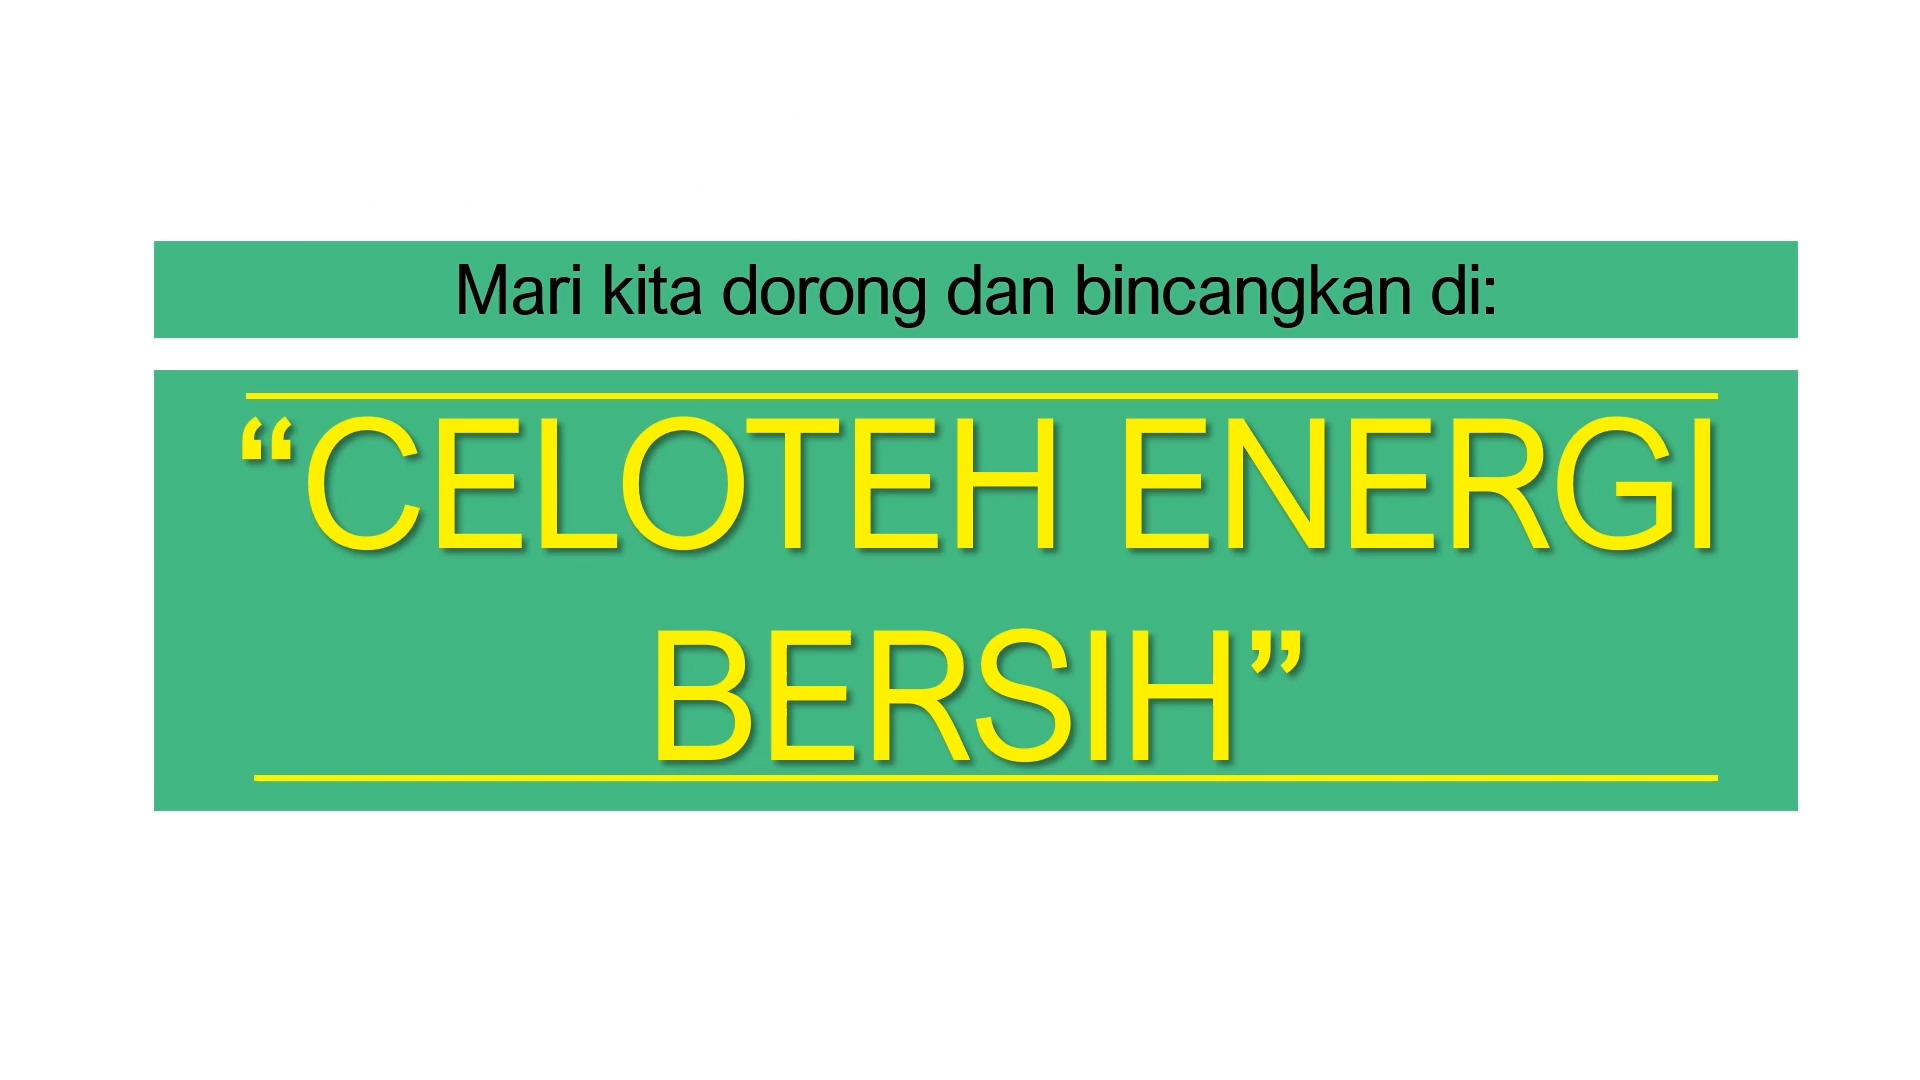 Mari kita dorong dan bincangkan di:
“CELOTEH ENERGI
BERSIH”